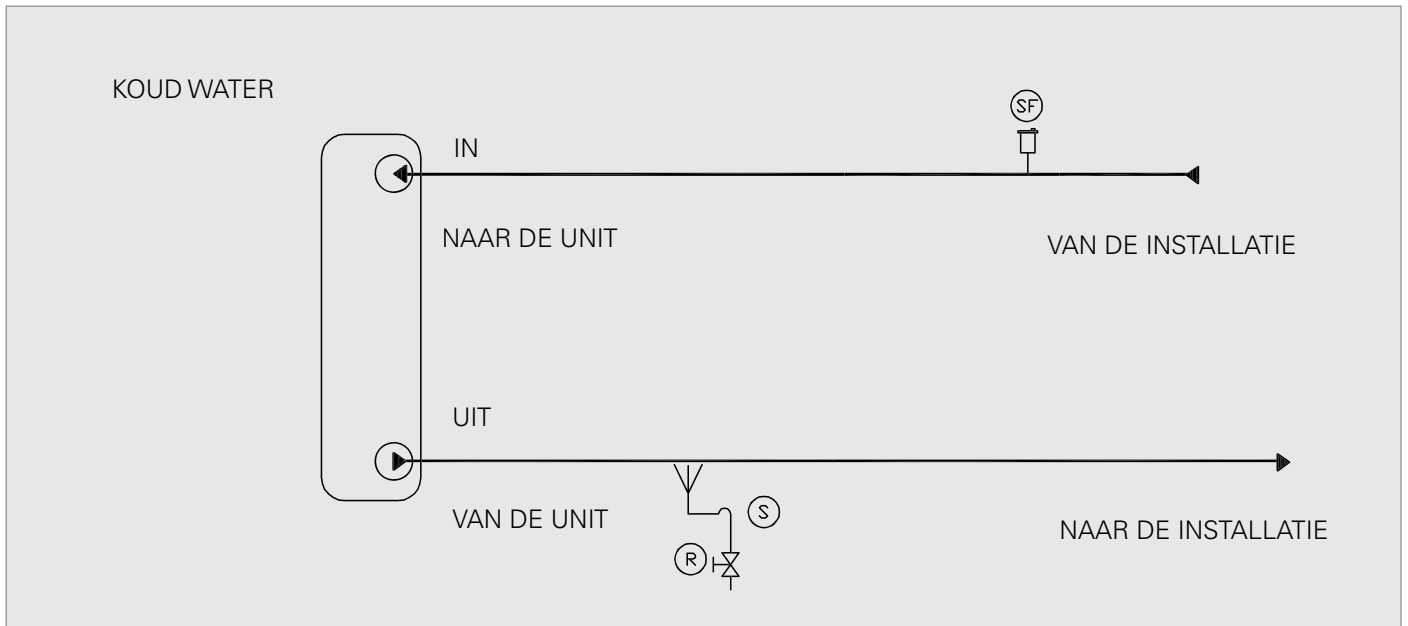 KOUD WATER
SF
IN
NAAR DE UNIT
VAN DE INSTALLATIE
UIT
VAN DE UNIT
S
NAAR DE INSTALLATIE
R